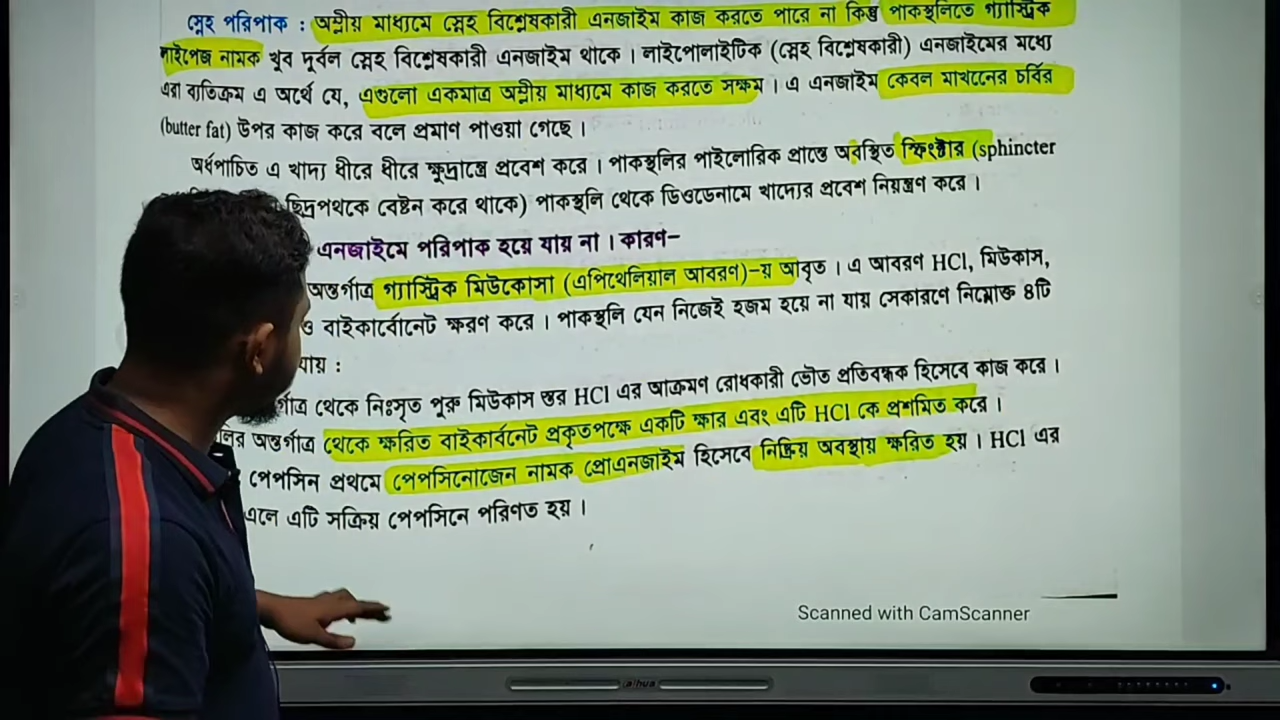 স্নেহ পরিপাক : অম্লীয় মাধ্যমে স্নেহ বিশ্লেষকারী এনজাইম কাজ করতে পারে না কিন্তু পাকস্থলিতে গ্যাস্ট্রিক
লাইপেজ নামক খুব দুর্বল স্নেহ বিশ্লেষকারী এনজাইম থাকে। লাইপোলাইটিক (স্নেহ বিশ্লেষকারী) এনজাইমের মধ্যে
এরা ব্যতিক্রম এ অর্থে যে, এগুলো একমাত্র অম্লীয় মাধ্যমে কাজ করতে সক্ষম। এ এনজাইম কেবল মাখনের চর্বির
(butter fat) উপর কাজ করে বলে প্রমাণ পাওয়া গেছে।
অর্ধপাচিত এ খাদ্য ধীরে ধীরে ক্ষুদ্রান্ত্রে প্রবেশ করে। পাকস্থলির পাইলোরিক প্রান্তে অবস্থিত স্ফিংক্টার (sphincter
ছিদ্রপথকে বেষ্টন করে থাকে) পাকস্থলি থেকে ডিওডেনামে খাদ্যের প্রবেশ নিয়ন্ত্রণ করে।
এনজাইমে পরিপাক হয়ে যায় না। কারণ-
অন্তর্গাত্র গ্যাস্ট্রিক মিউকোসা (এপিথেলিয়াল আবরণ)-য় আবৃত। এ আবরণ HCl, মিউকাস,
ও বাইকার্বোনেট ক্ষরণ করে। পাকস্থলি যেন নিজেই হজম হয়ে না যায় সেকারণে নিম্নোক্ত ৪টি
যায় :
থেকে নিঃসৃত পুরু মিউকাস স্তর HCl এর আক্রমণ রোধকারী ভৌত প্রতিবন্ধক হিসেবে কাজ করে।
অন্তর্গাত্র থেকে ক্ষরিত বাইকার্বনেট প্রকৃতপক্ষে একটি ক্ষার এবং এটি HCl কে প্রশমিত করে।
পেপসিন প্রথমে পেপসিনোজেন নামক প্রোএনজাইম হিসেবে নিষ্ক্রিয় অবস্থায় ক্ষরিত হয়। HCl এর
এলে এটি সক্রিয় পেপসিনে পরিণত হয়।
Scanned with CamScanner
alhua